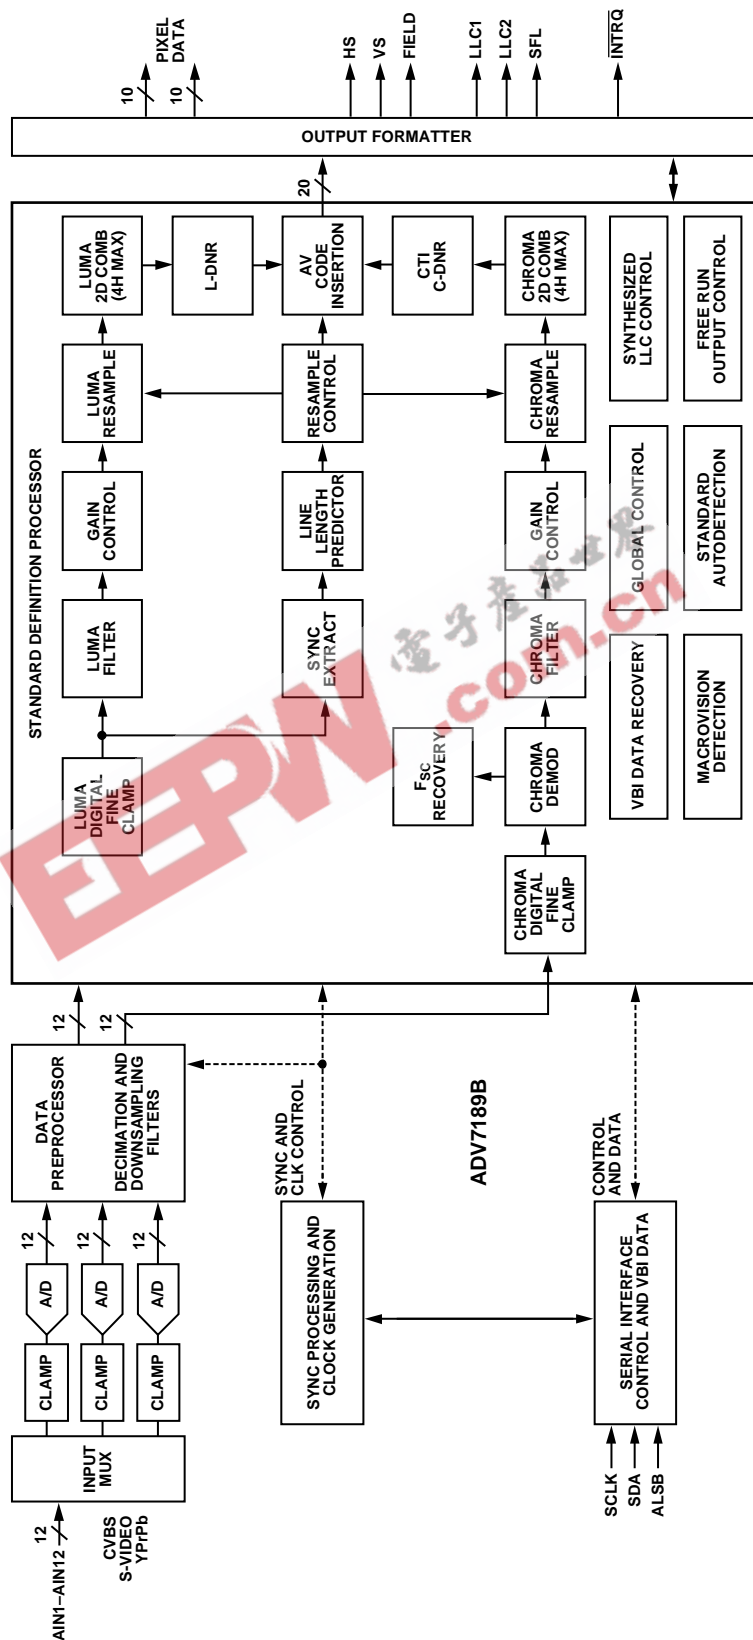 AIN1–AIN12
12
CVBS
S-VIDEO
YPrPb
INPUT
MUX
CLAMP
A/D
12
CLAMP
A/D
12
CLAMP
A/D
12
DATA
PREPROCESSOR
DECIMATION AND
DOWNSAMPLING
FILTERS
12
12
SYNC PROCESSING AND
CLOCK GENERATION
SYNC AND
CLK CONTROL
ADV7189B
SCLK
SDA
ALSB
SERIAL INTERFACE
CONTROL AND VBI DATA
CONTROL
AND DATA
STANDARD DEFINITION PROCESSOR
LUMA
DIGITAL
FINE
CLAMP
LUMA
FILTER
GAIN
CONTROL
LUMA
RESAMPLE
LUMA
2D COMB
(4H MAX)
L-DNR
SYNC
EXTRACT
LINE
LENGTH
PREDICTOR
RESAMPLE
CONTROL
AV
CODE
INSERTION
20
FSC
RECOVERY
CTI
C-DNR
CHROMA
DIGITAL
FINE
CLAMP
CHROMA
DEMOD
CHROMA
FILTER
GAIN
CONTROL
CHROMA
RESAMPLE
CHROMA
2D COMB
(4H MAX)
VBI DATA RECOVERY
GLOBAL CONTROL
SYNTHESIZED
LLC CONTROL
MACROVISION
DETECTION
STANDARD
AUTODETECTION
FREE RUN
OUTPUT CONTROL
OUTPUT FORMATTER
10
10
PIXEL
DATA
HS
VS
FIELD
LLC1
LLC2
SFL
INTRQ
EEPW
.com.cn
電子産品世界